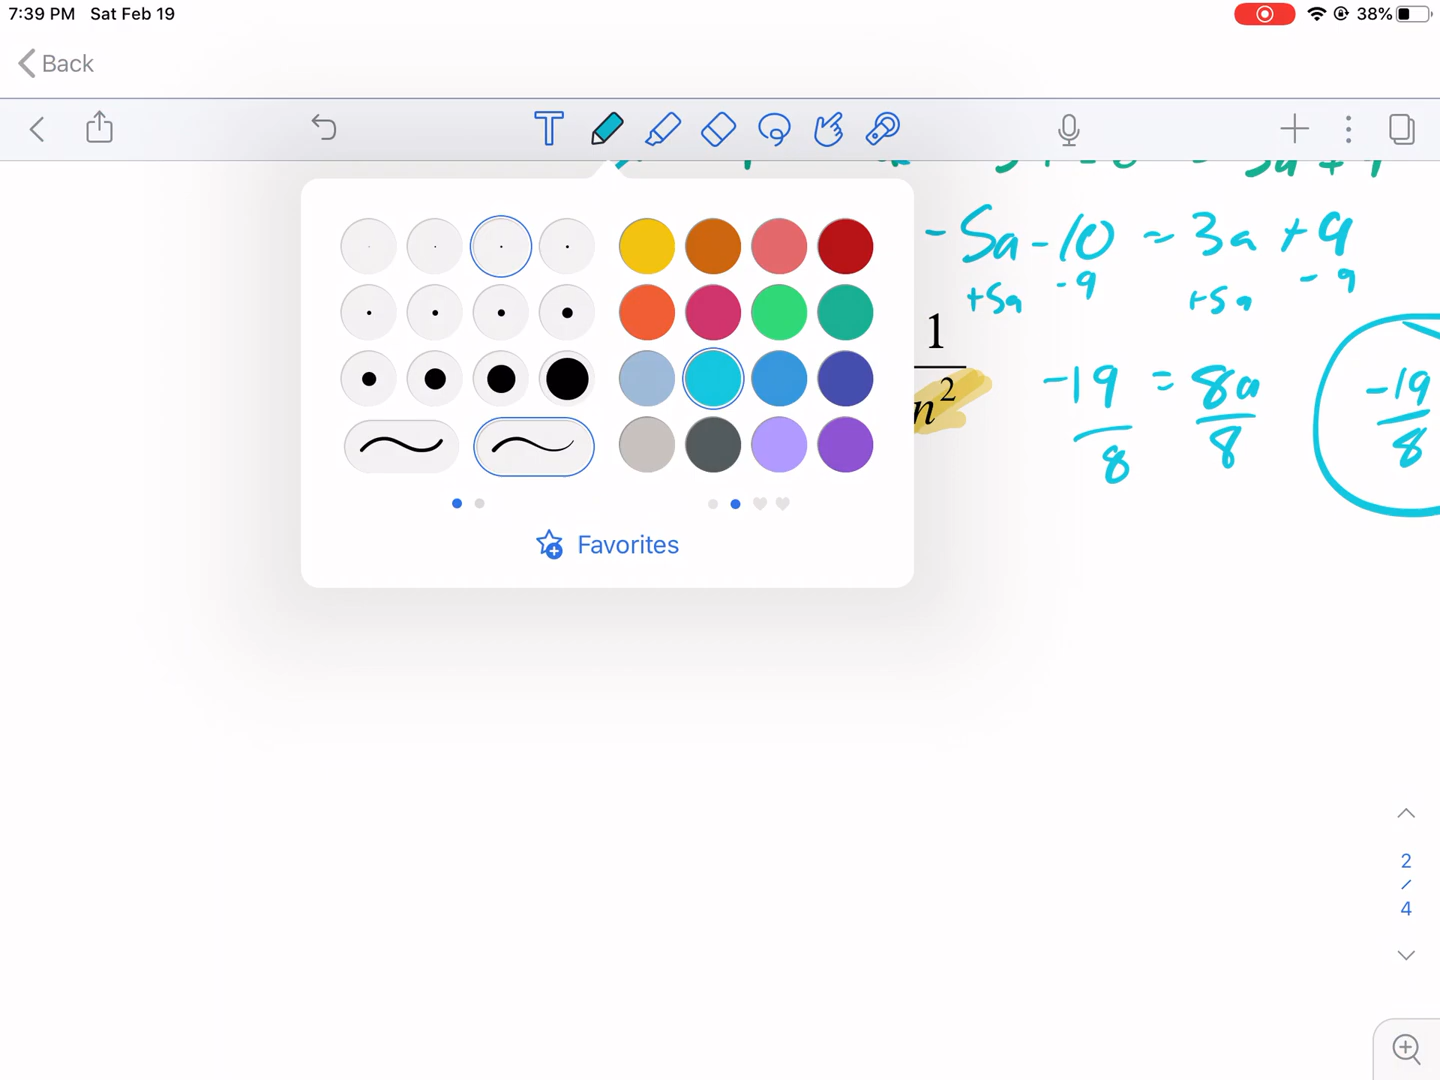 7:39 PM Sat Feb 19
38%
Back
T
-5a-10 = 3a + 9
+5a -9 +5a -9
1
n²
-19 = 8a
8 8
-19
8
Favorites
2
/
4